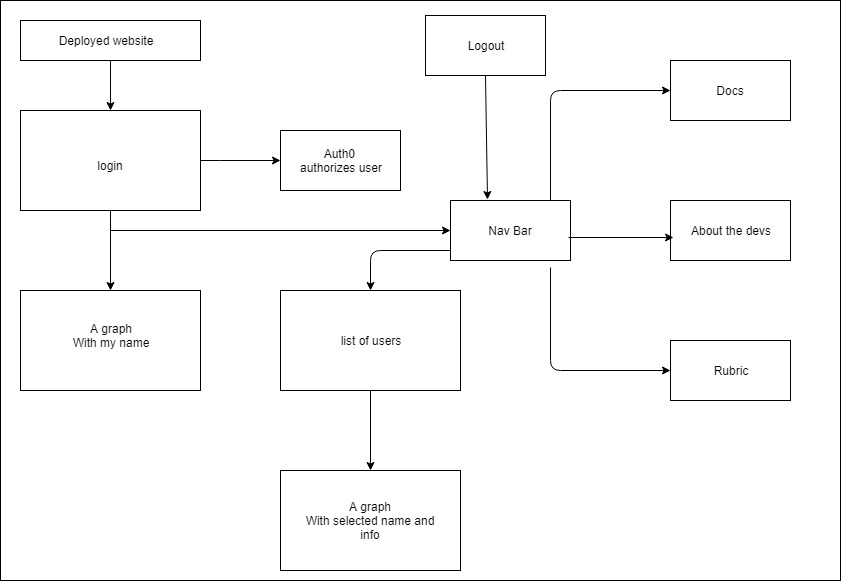 Deployed website
Logout
Docs
Auth0
authorizes user
login
Nav Bar
About the devs
A graph
With my name
list of users
Rubric
A graph
With selected name and
info